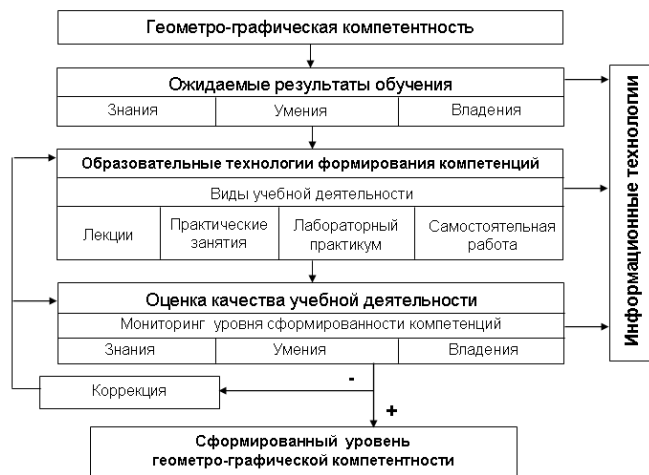 Геометро-графическая компетентность
Ожидаемые результаты обучения
Знания Умения Владения
Образовательные технологии формирования компетенций
Виды учебной деятельности
Лекции
Практические
занятия
Лабораторный
практикум
Самостоятельная
работа
Оценка качества учебной деятельности
Мониторинг уровня сформированности компетенций
Знания Умения Владения
Коррекция
-
+
Сформированный уровень
геометро-графической компетентности
Информационные технологии